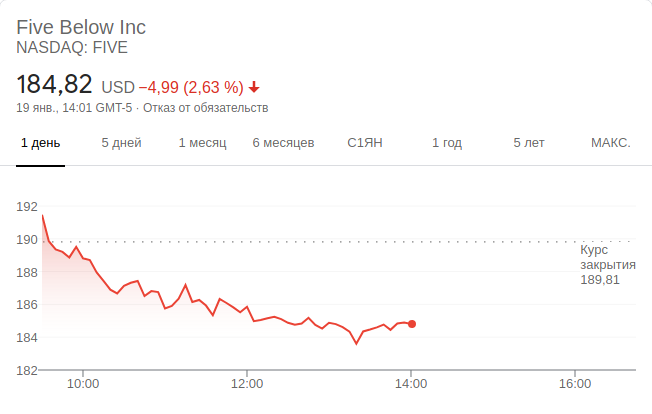 Five Below Inc
NASDAQ: FIVE
184,82 USD −4,99 (2,63 %)
19 янв., 14:01 GMT-5 · Отказ от обязательств
1 день 5 дней 1 месяц 6 месяцев С1ЯН 1 год 5 лет МАКС.
192
190
Курс
закрытия
189,81
188
186
184
182
10:00 12:00 14:00 16:00